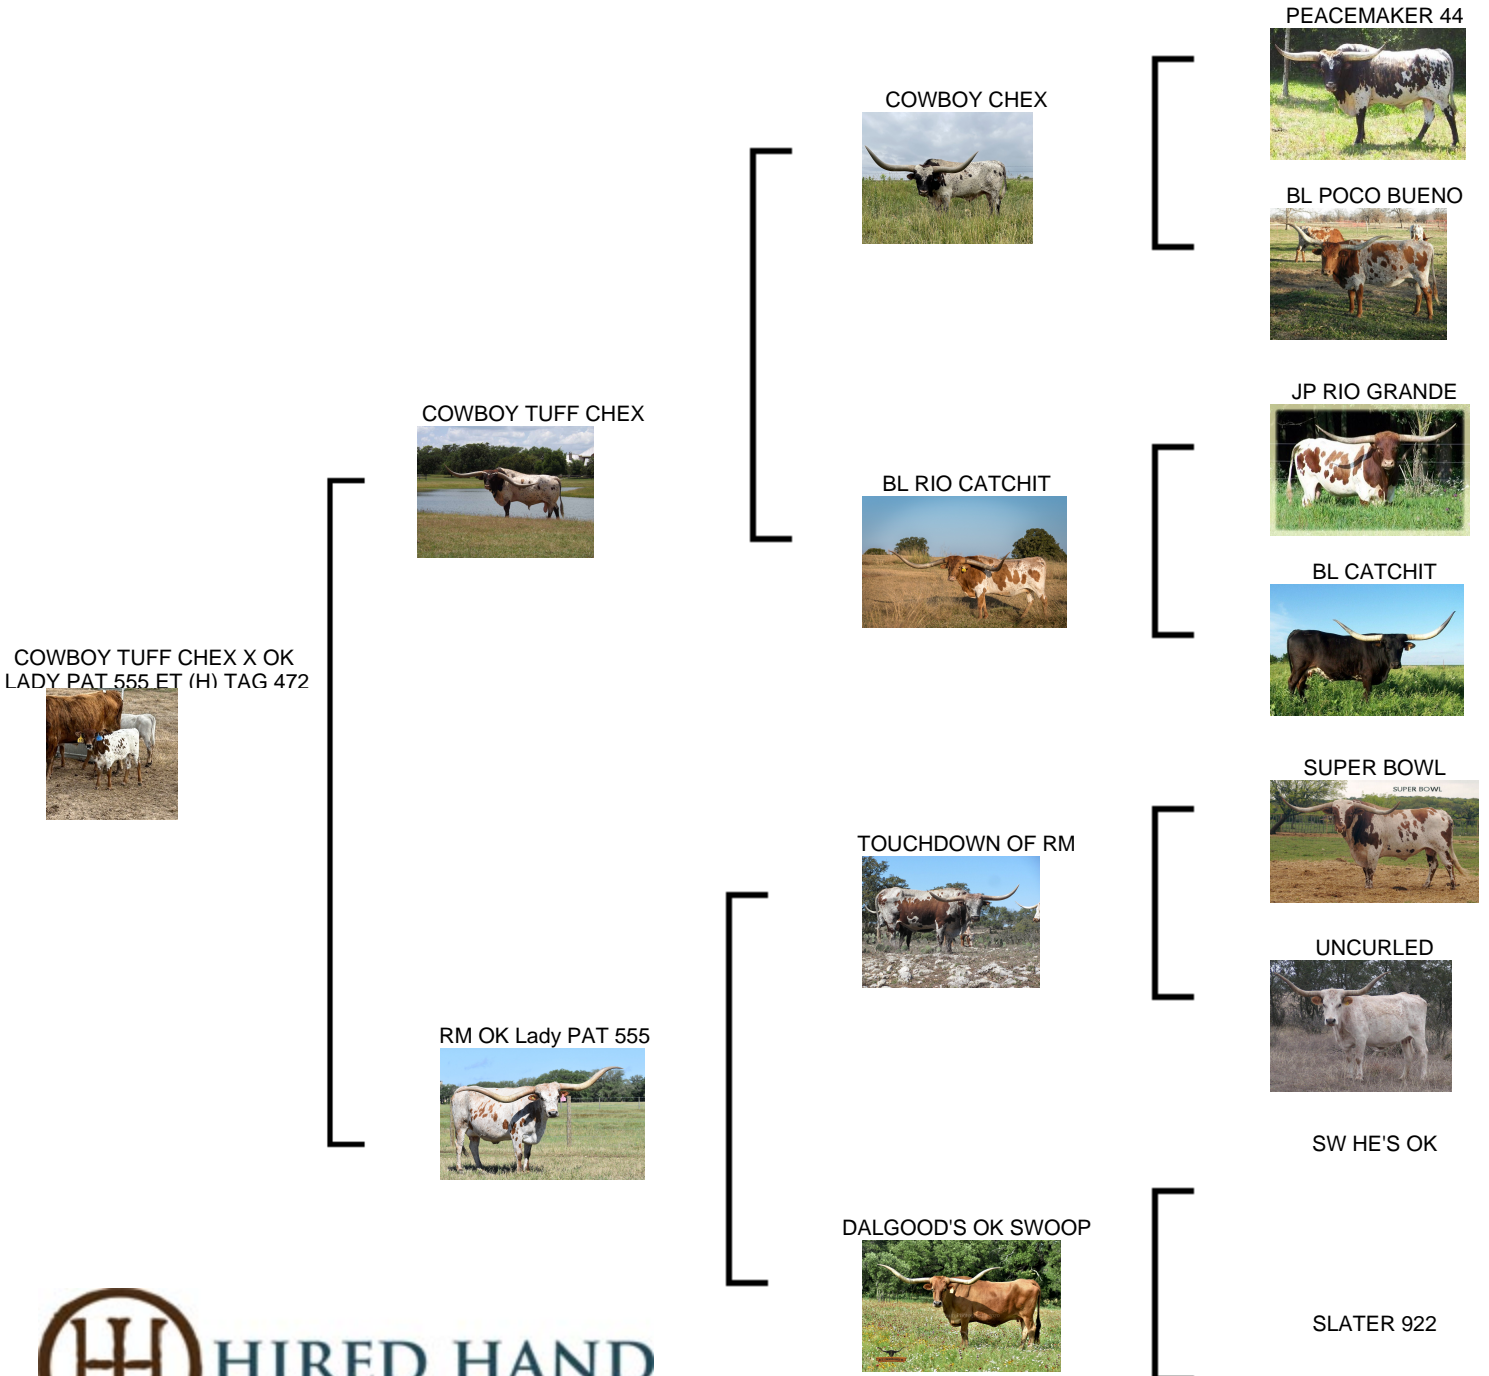 PEACEMAKER 44
COWBOY CHEX
BL POCO BUENO
JP RIO GRANDE
COWBOY TUFF CHEX
BL RIO CATCHIT
BL CATCHIT
COWBOY TUFF CHEX X OK
LADY PAT 555 ET (H) TAG 472
SUPER BOWL
SUPER BOWL
TOUCHDOWN OF RM
UNCURLED
RM OK Lady PAT 555
SW HE'S OK
DALGOOD'S OK SWOOP
SLATER 922
HIRED HAND